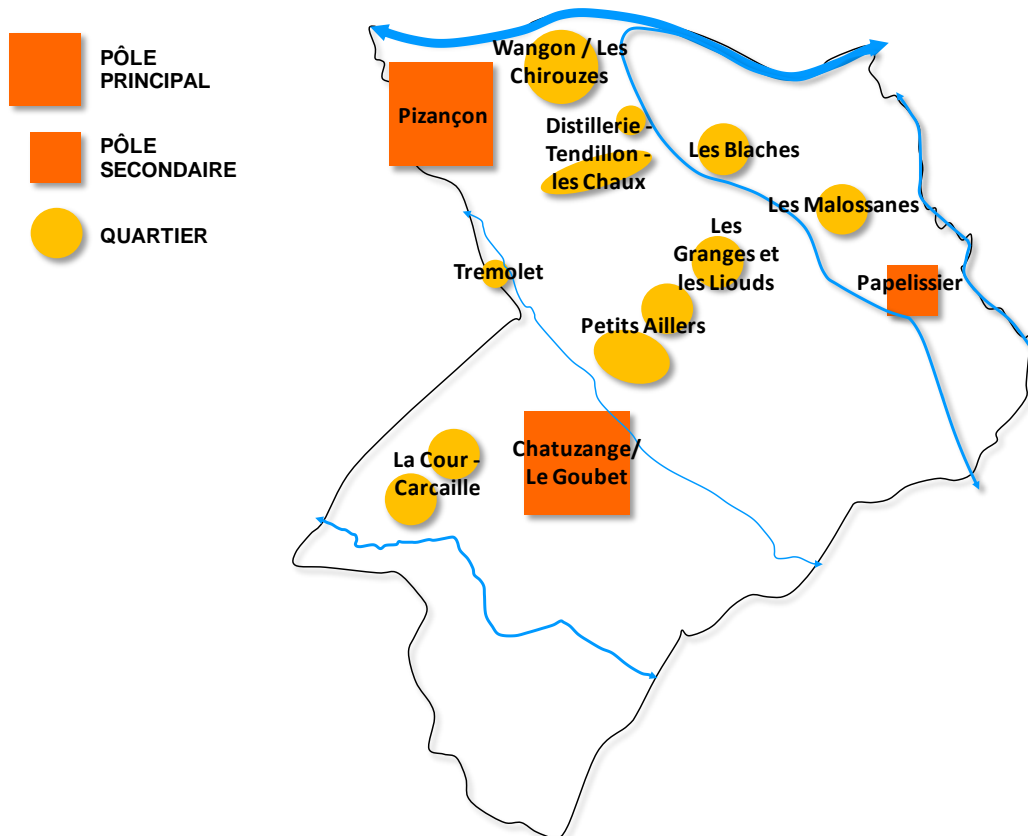 PÔLE
PRINCIPAL
PÔLE
SECONDAIRE
QUARTIER
Wangon / Les
Chirouzes
Pizançon
Distillerie -
Tendillon -
les Chaux
Les Blaches
Les Malossanes
Les
Granges et
les Liouds
Tremolet
Papelissier
Petits Aillers
Chatuzange/
Le Goubet
La Cour -
Carcaille